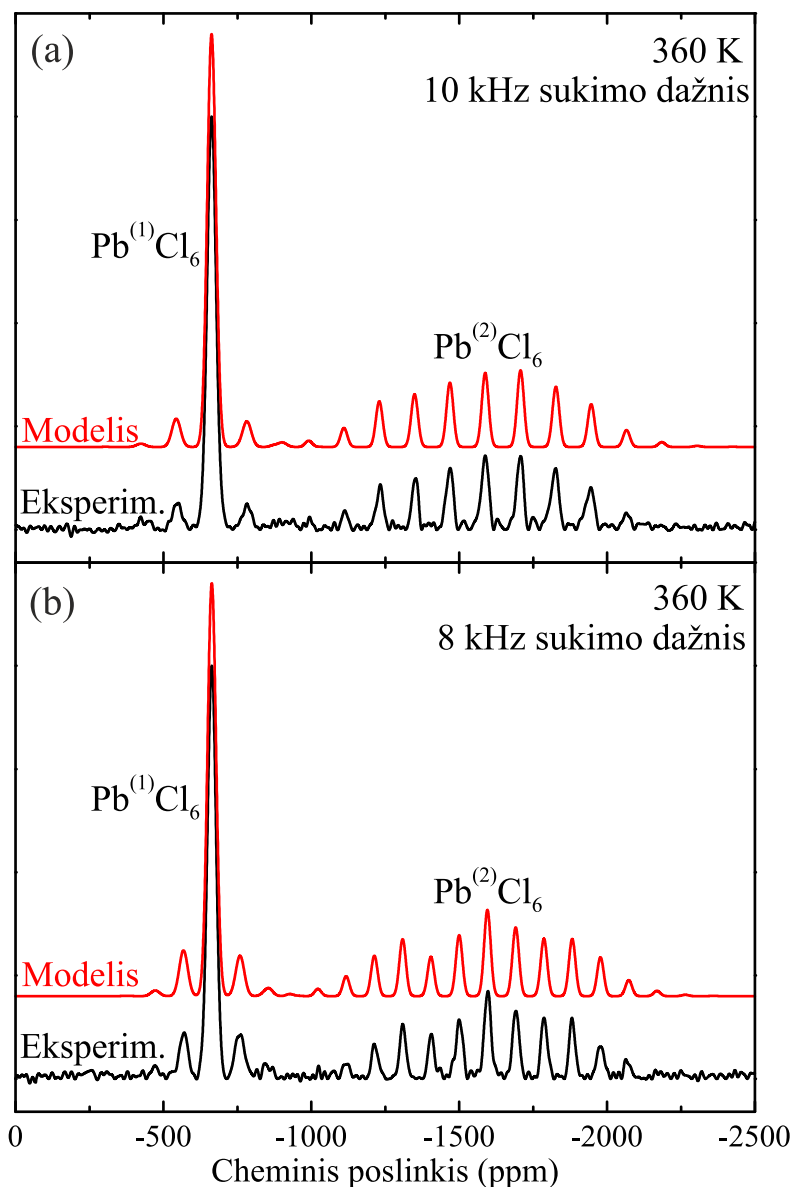 (a)
360 K
10 kHz sukimo dažnis
Pb⁽¹⁾Cl₆
Pb⁽²⁾Cl₆
Modelis
Eksperim.
(b)
360 K
8 kHz sukimo dažnis
Pb⁽¹⁾Cl₆
Pb⁽²⁾Cl₆
Modelis
Eksperim.
0 -500 -1000 -1500 -2000 -2500
Cheminis poslinkis (ppm)